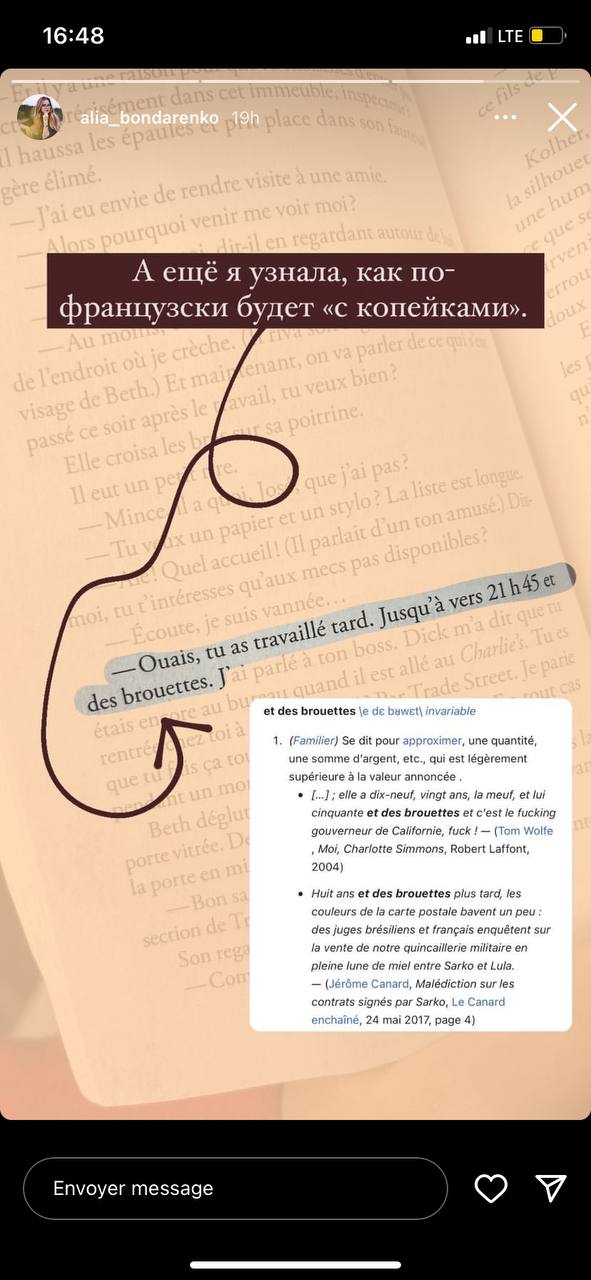 16:48
LTE
—Et il y a une raison pour que
précisément dans cet immeuble, inspecteur
ce fils de p
alia_bondarenko 19h
Il haussa les épaules et prit place dans son fauteuil
gère élimé.
Kolher,
la silhouet
une hum
ce que se
—J'ai eu envie de rendre visite à une amie.
—Alors pourquoi venir me voir moi?
dit-il en regardant autour de lui.
А ещё я узнала, как по-
французски будет «с копейками».
—Au moins
de l'endroit où je crèche. (
visage de Beth.) Et maintenant, on va parler de ce qui s'est
passé ce soir après le travail, tu veux bien?
Elle croisa les bras sur sa poitrine.
Il eut un petit rire.
—Mince, il a quoi, José, que j'ai pas?
—Tu veux un papier et un stylo? La liste est longue.
—Aïe! Quel accueil! (Il parlait d'un ton amusé.) Dis-
moi, tu t'intéresses qu'aux mecs pas disponibles?
—Écoute, je suis vannée…
—Ouais, tu as travaillé tard. Jusqu'à vers 21 h 45 et
des brouettes. J'ai parlé à ton boss. Dick m'a dit que tu
étais encore au bureau quand il est allé au Charlie's. Tu es
rentrée chez toi à
Trade Street. Je parie
que tu fais ça tou
tout cas
pendant un mo
Beth déglut
porte vitrée. De
la porte en mi
—Bon sa
section de Tr
Son rega
—Com
et des brouettes \e dɛ bʁwɛt\ invariable
1. (Familier) Se dit pour approximer, une quantité,
une somme d'argent, etc., qui est légèrement
supérieure à la valeur annoncée .
• […] ; elle a dix-neuf, vingt ans, la meuf, et lui
cinquante et des brouettes et c'est le fucking
gouverneur de Californie, fuck ! — (Tom Wolfe
, Moi, Charlotte Simmons, Robert Laffont,
2004)
• Huit ans et des brouettes plus tard, les
couleurs de la carte postale bavent un peu :
des juges brésiliens et français enquêtent sur
la vente de notre quincaillerie militaire en
pleine lune de miel entre Sarko et Lula.
— (Jérôme Canard, Malédiction sur les
contrats signés par Sarko, Le Canard
enchaîné, 24 mai 2017, page 4)
Envoyer message